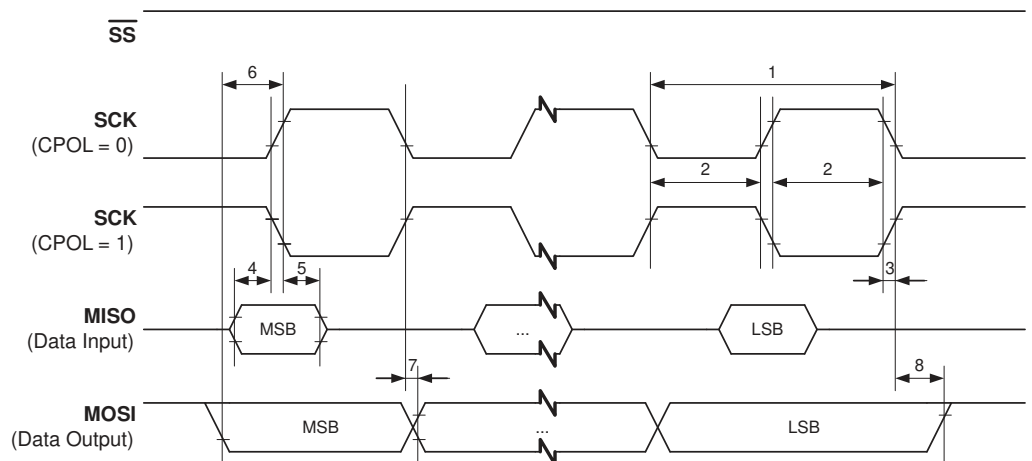 SS
6
1
SCK
(CPOL = 0)
2
2
SCK
(CPOL = 1)
4
5
3
MISO
(Data Input)
MSB
...
LSB
7
8
MOSI
(Data Output)
MSB
...
LSB